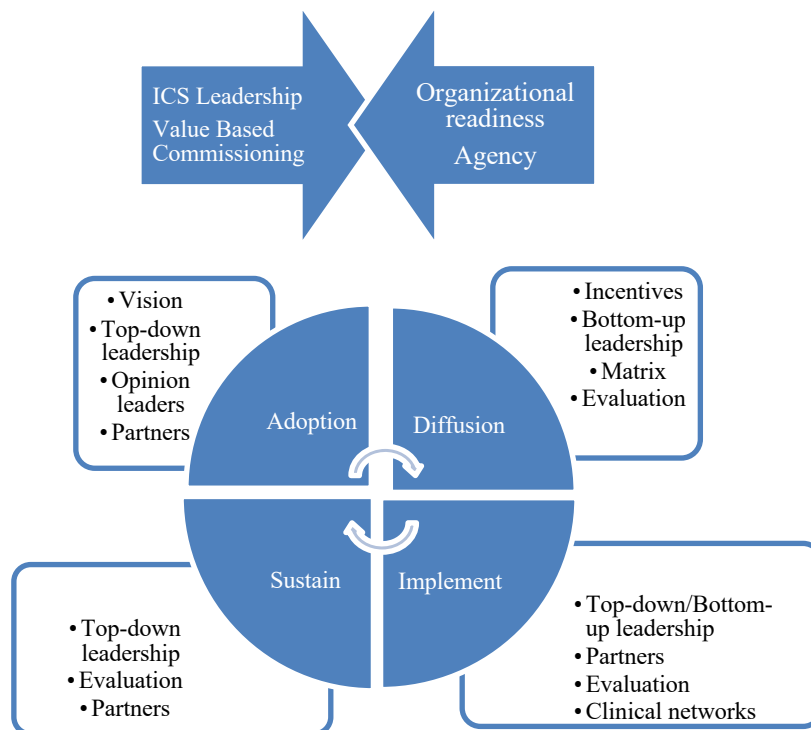 ICS Leadership
Value Based
Commissioning
Organizational
readiness
Agency
• Vision
• Top-down
leadership
• Opinion
leaders
• Partners
• Incentives
• Bottom-up
leadership
• Matrix
• Evaluation
Adoption
Diffusion
Sustain
Implement
• Top-down
leadership
• Evaluation
• Partners
• Top-down/Bottom-
up leadership
• Partners
• Evaluation
• Clinical networks